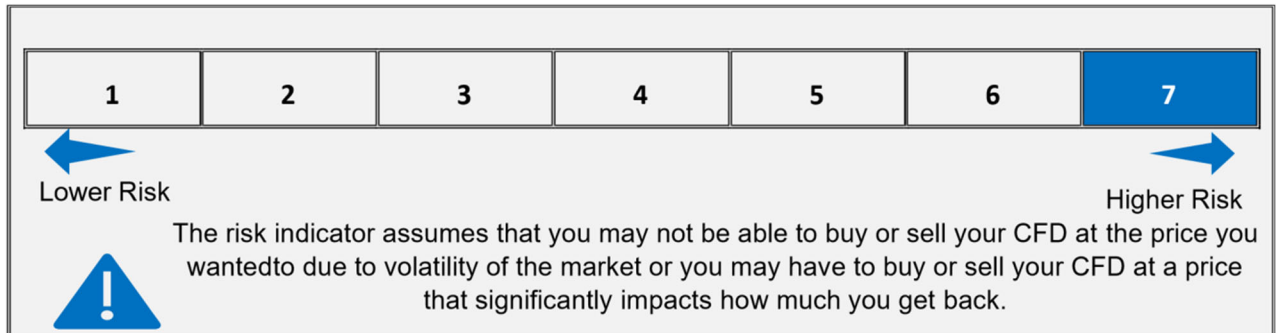 1 2 3 4 5 6 7
Lower Risk
Higher Risk
The risk indicator assumes that you may not be able to buy or sell your CFD at the price you
wantedto due to volatility of the market or you may have to buy or sell your CFD at a price
that significantly impacts how much you get back.
!